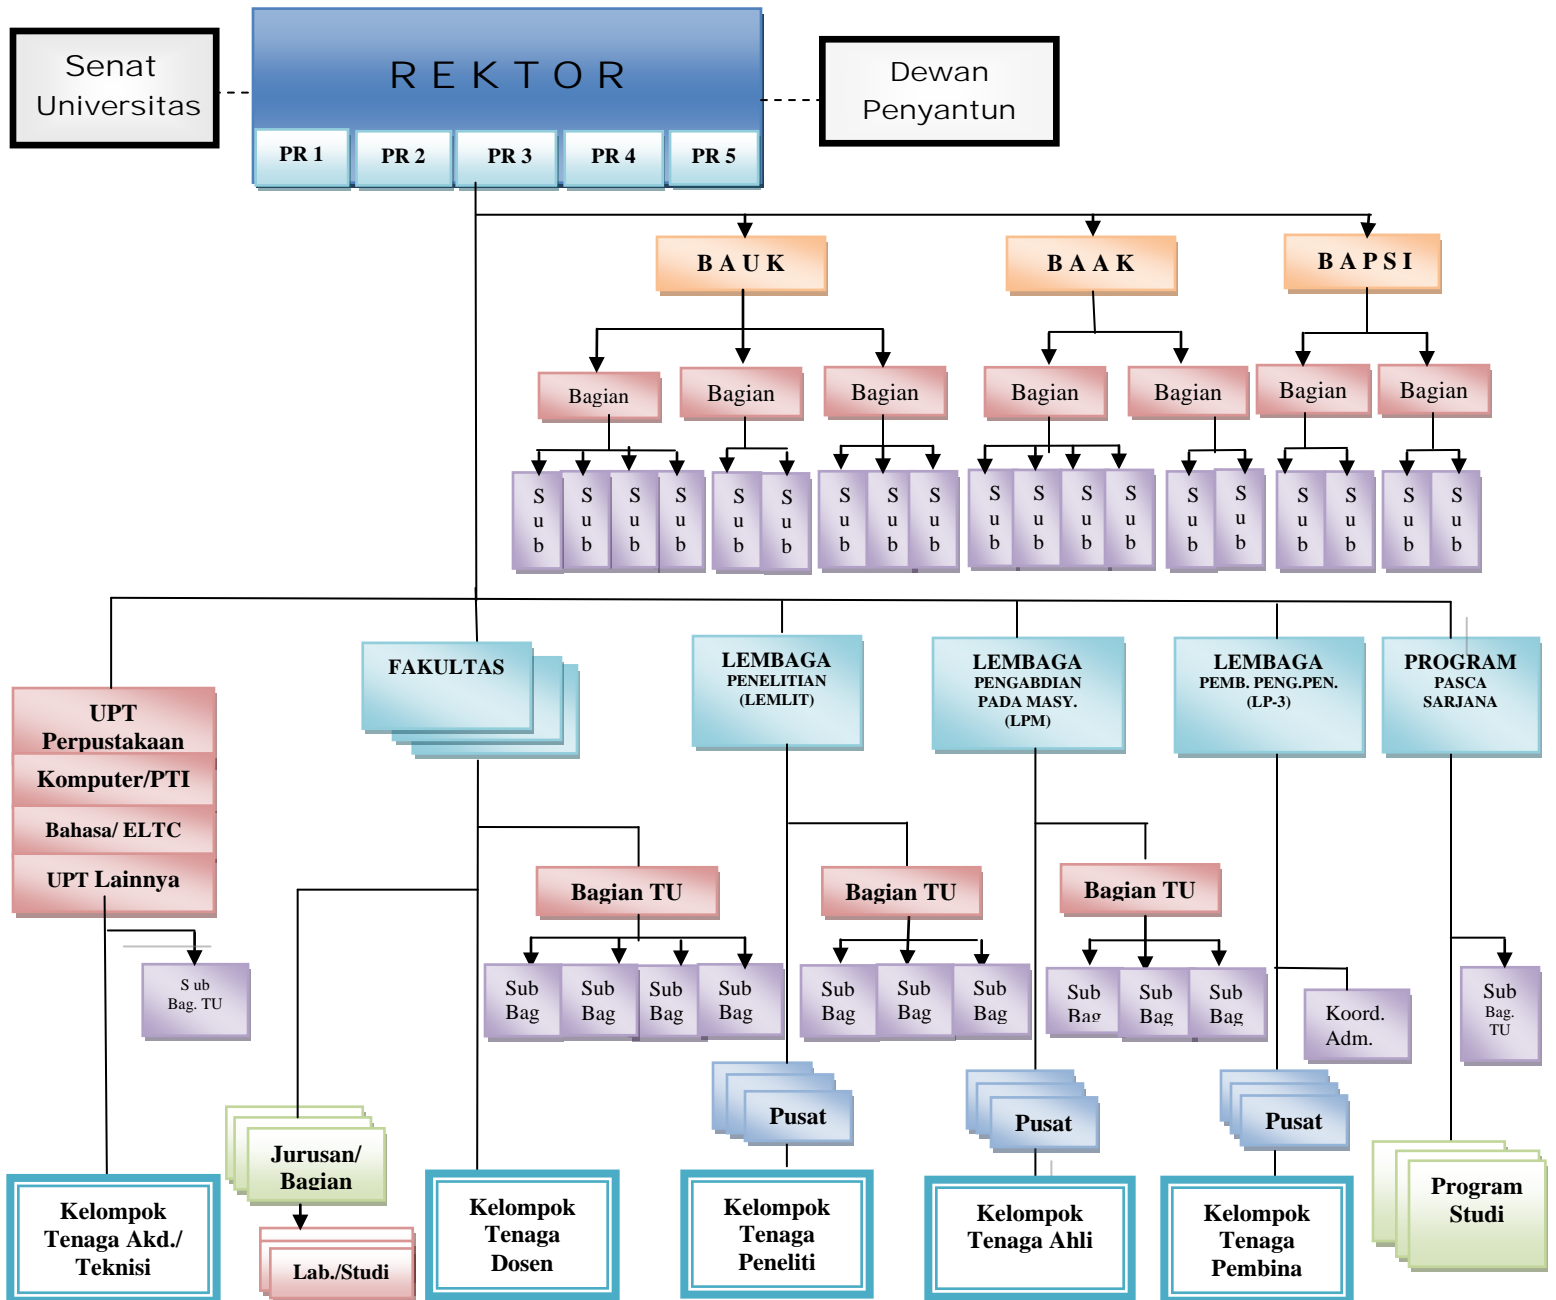 Senat
Universitas
R E K T O R
Dewan
Penyantun
PR 1
PR 2
PR 3
PR 4
PR 5
B A U K
B A A K
B A P S I
Bagian
Bagian
Bagian
Bagian
Bagian
Bagian
Bagian
S
u
b
S
u
b
S
u
b
S
u
b
S
u
b
S
u
b
S
u
b
S
u
b
S
u
b
S
u
b
S
u
b
S
u
b
S
u
b
S
u
b
S
u
b
S
u
b
S
u
b
S
u
b
S
u
b
UPT
Perpustakaan
Komputer/PTI
Bahasa/ ELTC
UPT Lainnya
FAKULTAS
LEMBAGA
PENELITIAN
(LEMLIT)
LEMBAGA
PENGABDIAN
PADA MASY.
(LPM)
LEMBAGA
PEMB. PENG.PEN.
(LP-3)
PROGRAM
PASCA
SARJANA
Bagian TU
Bagian TU
Bagian TU
S ub
Bag. TU
Sub
Bag
Sub
Bag
Sub
Bag
Sub
Bag
Sub
Bag
Sub
Bag
Sub
Bag
Sub
Bag
Sub
Bag
Sub
Bag
Koord.
Adm.
Sub
Bag.
TU
Jurusan/
Bagian
Pusat
Pusat
Pusat
Program
Studi
Kelompok
Tenaga Akd./
Teknisi
Lab./Studi
Kelompok
Tenaga
Dosen
Kelompok
Tenaga
Peneliti
Kelompok
Tenaga Ahli
Kelompok
Tenaga
Pembina